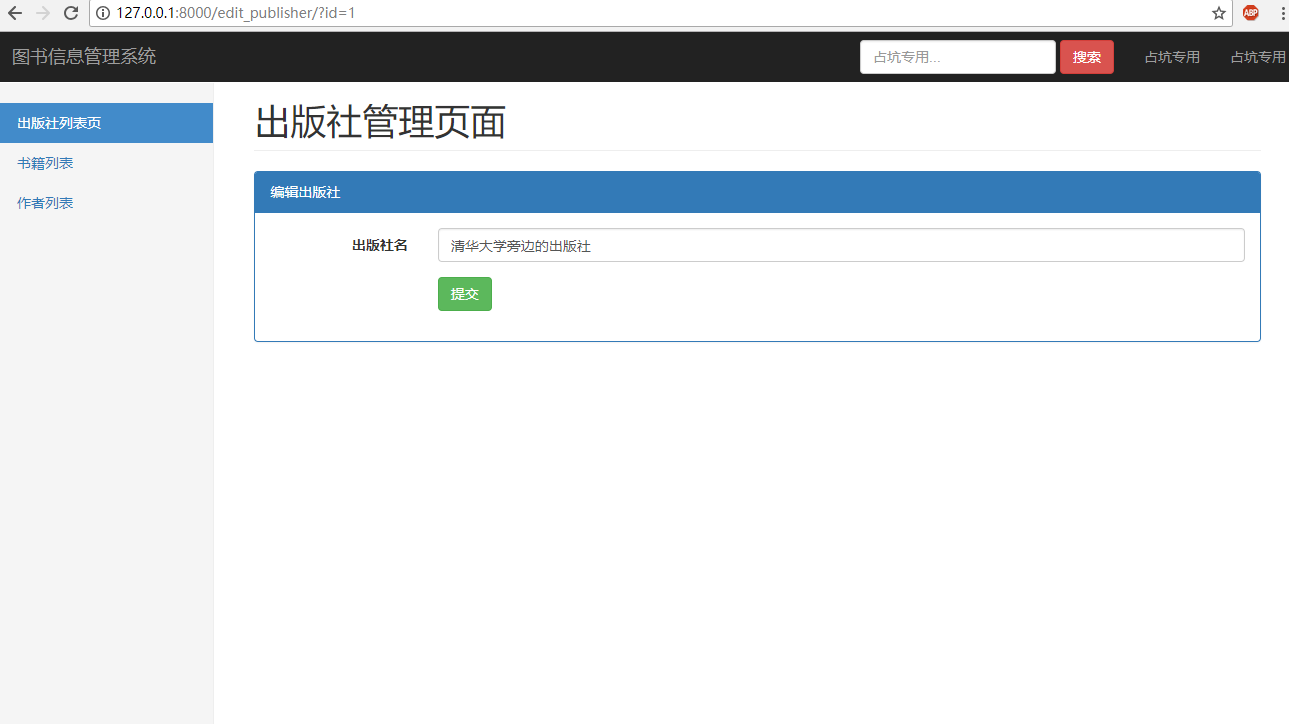 127.0.0.1:8000/edit_publisher/?id=1
ABP
图书信息管理系统
占坑专用...
搜索
占坑专用
占坑专用
出版社列表页
书籍列表
作者列表
出版社管理页面
编辑出版社
出版社名
清华大学旁边的出版社
提交